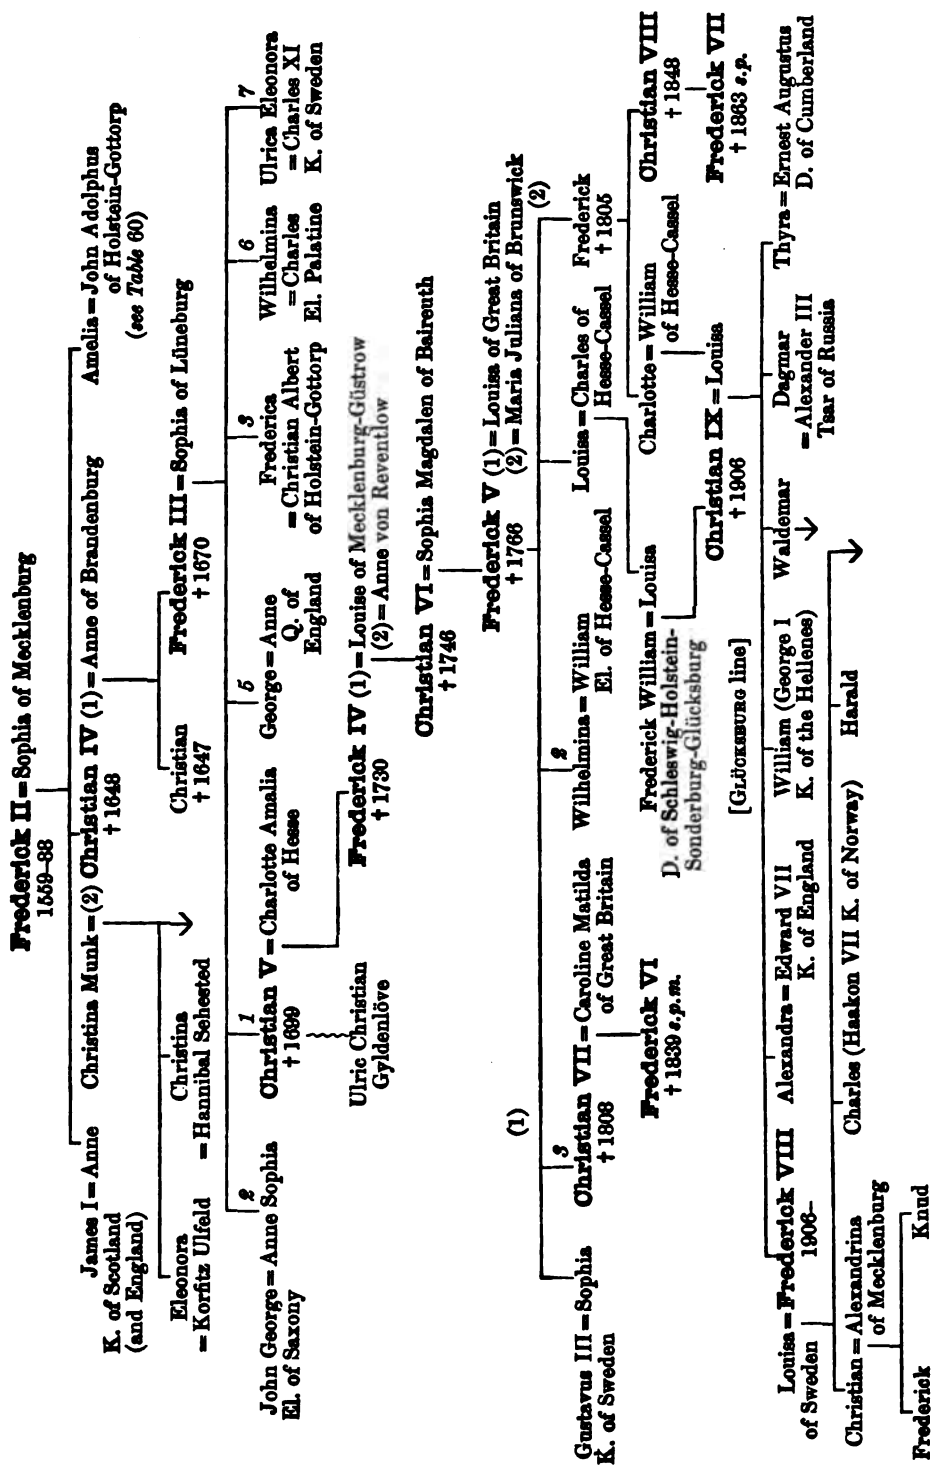 Frederick II = Sophia of Mecklenburg
1559–88
James I = Anne
K. of Scotland
(and England)
Christina Munk = (2) Christian IV (1) = Anne of Brandenburg
† 1648
Amelia = John Adolphus
of Holstein-Gottorp
(see Table 60)
Eleonora
= Korfitz Ulfeld
Christina
= Hannibal Sehested
Christian
† 1647
Frederick III = Sophia of Lüneburg
† 1670
2
1
5
3
6
7
John George = Anne Sophia
El. of Saxony
Christian V = Charlotte Amalia
† 1699
of Hesse
George = Anne
Q. of
England
Frederica
= Christian Albert
of Holstein-Gottorp
Wilhelmina
= Charles
El. Palatine
Ulrica Eleonora
= Charles XI
K. of Sweden
Ulric Christian
Gyldenlöve
Frederick IV (1) = Louise of Mecklenburg-Güstrow
† 1730
(2) = Anne von Reventlow
Christian VI = Sophia Magdalen of Baireuth
† 1746
Frederick V (1) = Louisa of Great Britain
† 1766
(2) = Maria Juliana of Brunswick
(1)
(2)
3
2
Gustavus III = Sophia
K. of Sweden
Christian VII = Caroline Matilda
† 1808
of Great Britain
Wilhelmina = William
El. of Hesse-Cassel
Louisa = Charles of
Hesse-Cassel
Frederick
† 1805
Frederick VI
† 1839 s.p.m.
Frederick William = Louisa
D. of Schleswig-Holstein-
Sonderburg-Glücksburg
Charlotte = William
of Hesse-Cassel
Christian VIII
† 1848
Christian IX = Louisa
† 1906
Frederick VII
† 1863 s.p.
[GLÜCKSBURG line]
Louisa = Frederick VIII
of Sweden
1906–
Alexandra = Edward VII
K. of England
William (George I
K. of the Hellenes)
Waldemar
Dagmar
= Alexander III
Tsar of Russia
Thyra = Ernest Augustus
D. of Cumberland
Christian = Alexandrina
of Mecklenburg
Charles (Haakon VII K. of Norway)
Harald
Frederick
Knud